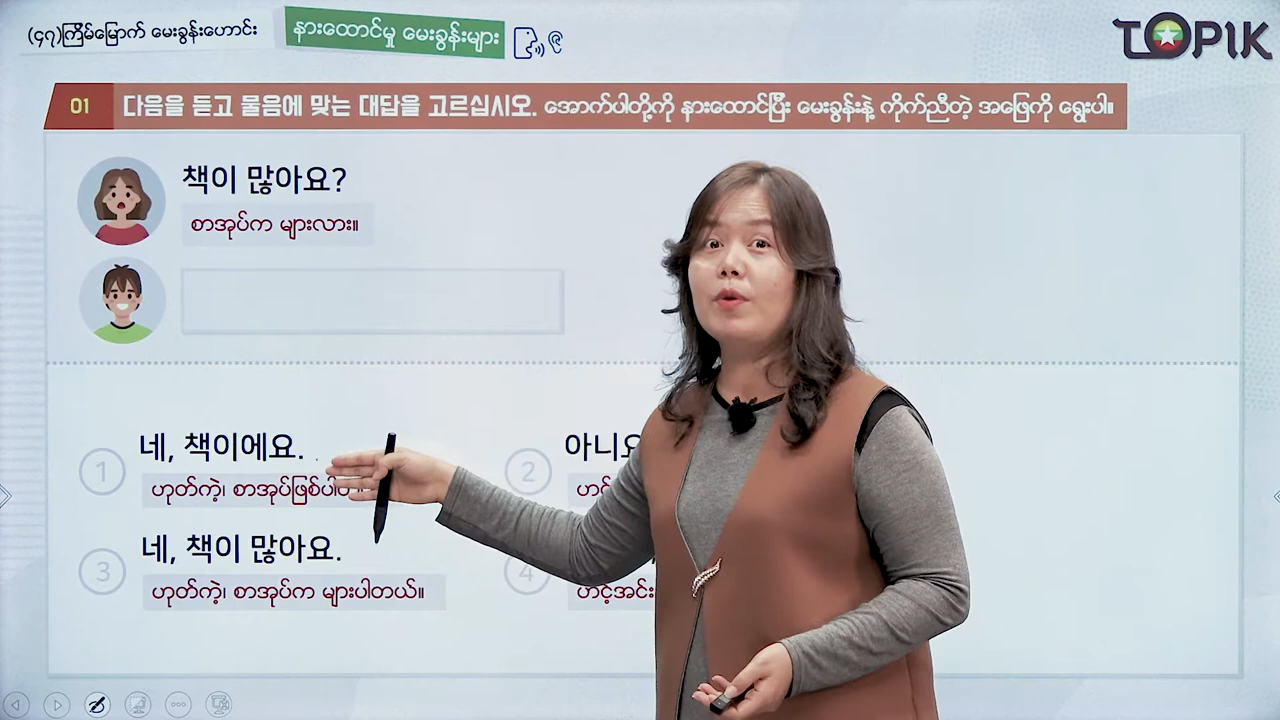 (၄၇)ကြိမ်မြောက် မေးခွန်းဟောင်း
နားထောင်မှု မေးခွန်းများ
TOPIK
01 다음을 듣고 물음에 맞는 대답을 고르십시오. အောက်ပါတို့ကို နားထောင်ပြီး မေးခွန်းနဲ့ ကိုက်ညီတဲ့ အဖြေကို ရွေးပါ။
책이 많아요?
စာအုပ်က များလား။
1 네, 책이에요.
ဟုတ်ကဲ့၊ စာအုပ်ဖြစ်ပါ
2
3 네, 책이 많아요.
ဟုတ်ကဲ့၊ စာအုပ်က များပါတယ်။
4